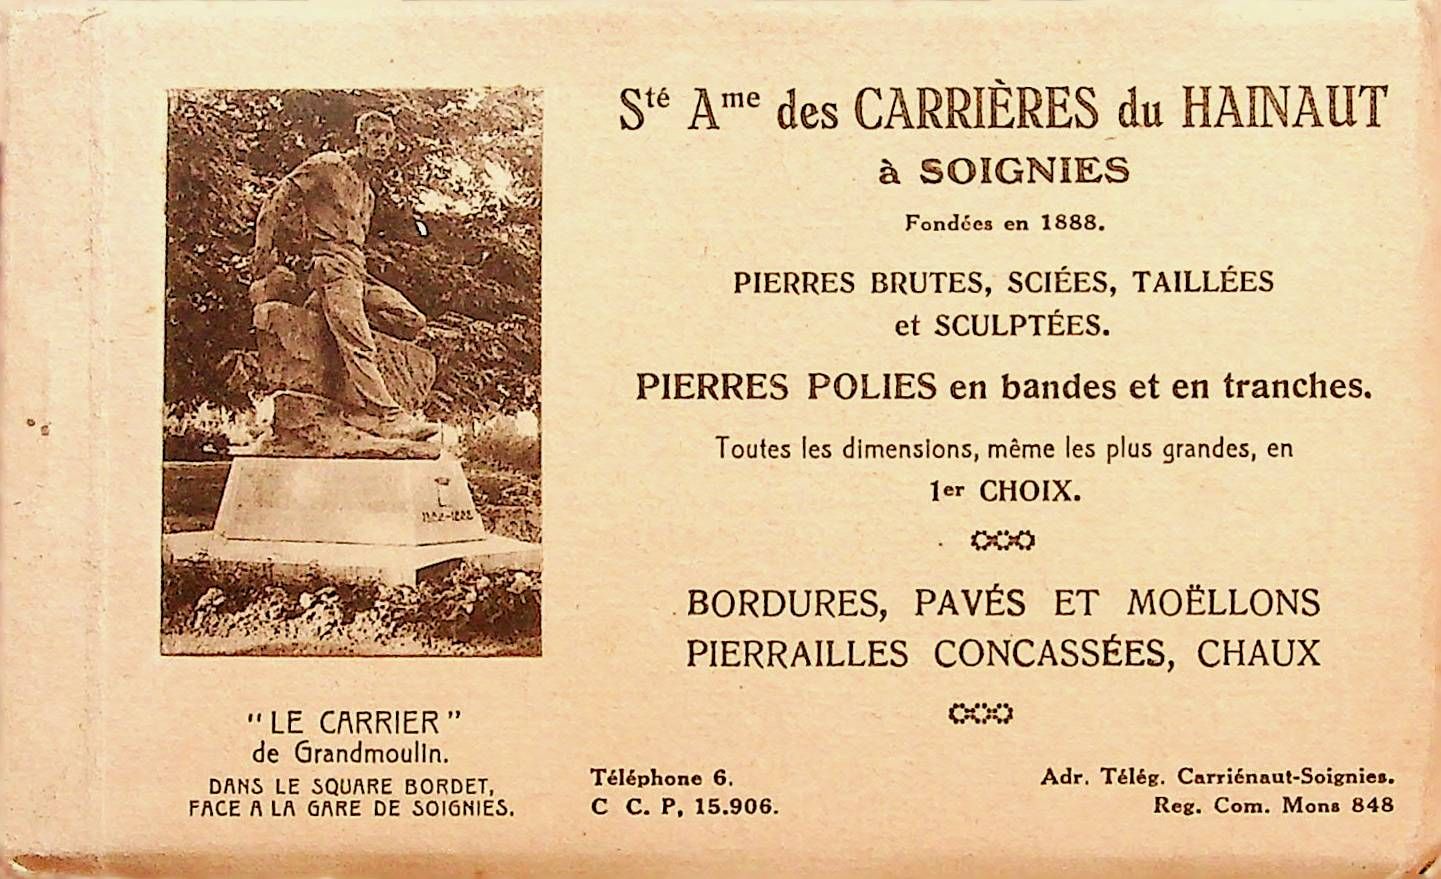 Sté Ame des CARRIÈRES du HAINAUT
à SOIGNIES
Fondées en 1888.
PIERRES BRUTES, SCIÉES, TAILLÉES
et SCULPTÉES.
PIERRES POLIES en bandes et en tranches.
Toutes les dimensions, même les plus grandes, en
1er CHOIX.
BORDURES, PAVÉS ET MOËLLONS
PIERRAILLES CONCASSÉES, CHAUX
"LE CARRIER"
de Grandmoulin.
DANS LE SQUARE BORDET,
FACE A LA GARE DE SOIGNIES.
Téléphone 6.
C C. P. 15.906.
Adr. Télég. Carriénaut-Soignies.
Reg. Com. Mons 848